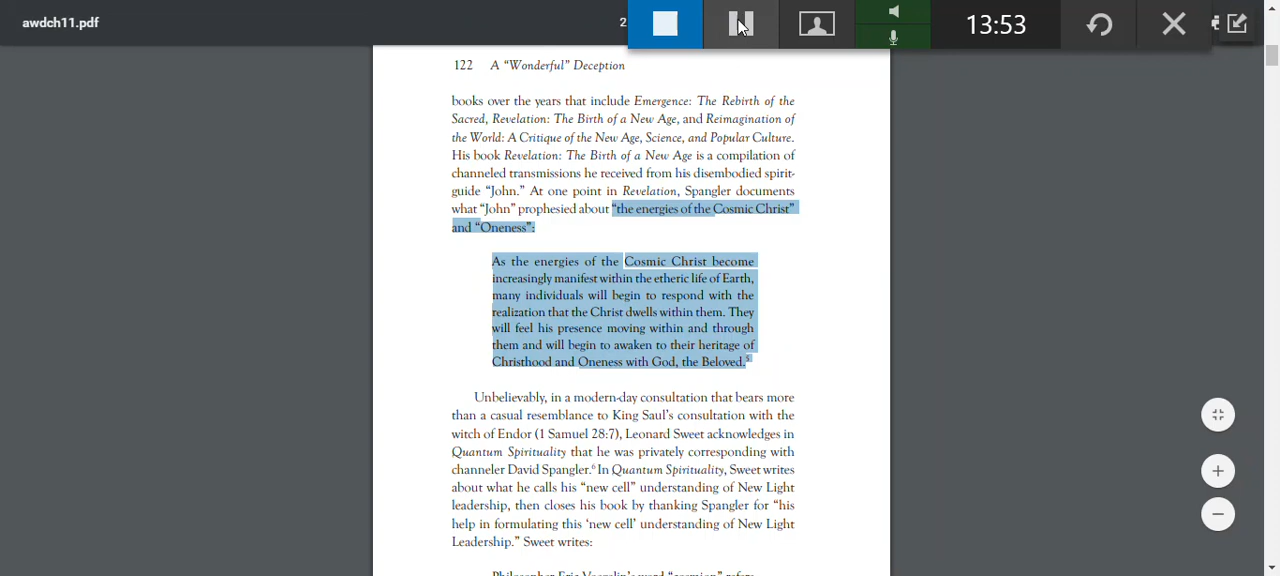 awdch11.pdf
2
13:53
122 A “Wonderful” Deception
books over the years that include Emergence: The Rebirth of the
Sacred, Revelation: The Birth of a New Age, and Reimagination of
the World: A Critique of the New Age, Science, and Popular Culture.
His book Revelation: The Birth of a New Age is a compilation of
channeled transmissions he received from his disembodied spirit-
guide “John.” At one point in Revelation, Spangler documents
what “John” prophesied about “the energies of the Cosmic Christ”
and “Oneness”:
As the energies of the Cosmic Christ become
increasingly manifest within the etheric life of Earth,
many individuals will begin to respond with the
realization that the Christ dwells within them. They
will feel his presence moving within and through
them and will begin to awaken to their heritage of
Christhood and Oneness with God, the Beloved.5
Unbelievably, in a modern-day consultation that bears more
than a casual resemblance to King Saul’s consultation with the
witch of Endor (1 Samuel 28:7), Leonard Sweet acknowledges in
Quantum Spirituality that he was privately corresponding with
channeler David Spangler.6 In Quantum Spirituality, Sweet writes
about what he calls his “new cell” understanding of New Light
leadership, then closes his book by thanking Spangler for “his
help in formulating this ‘new cell’ understanding of New Light
Leadership.” Sweet writes:
Philosopher Eric Voegelin’s word “cosmion” refers